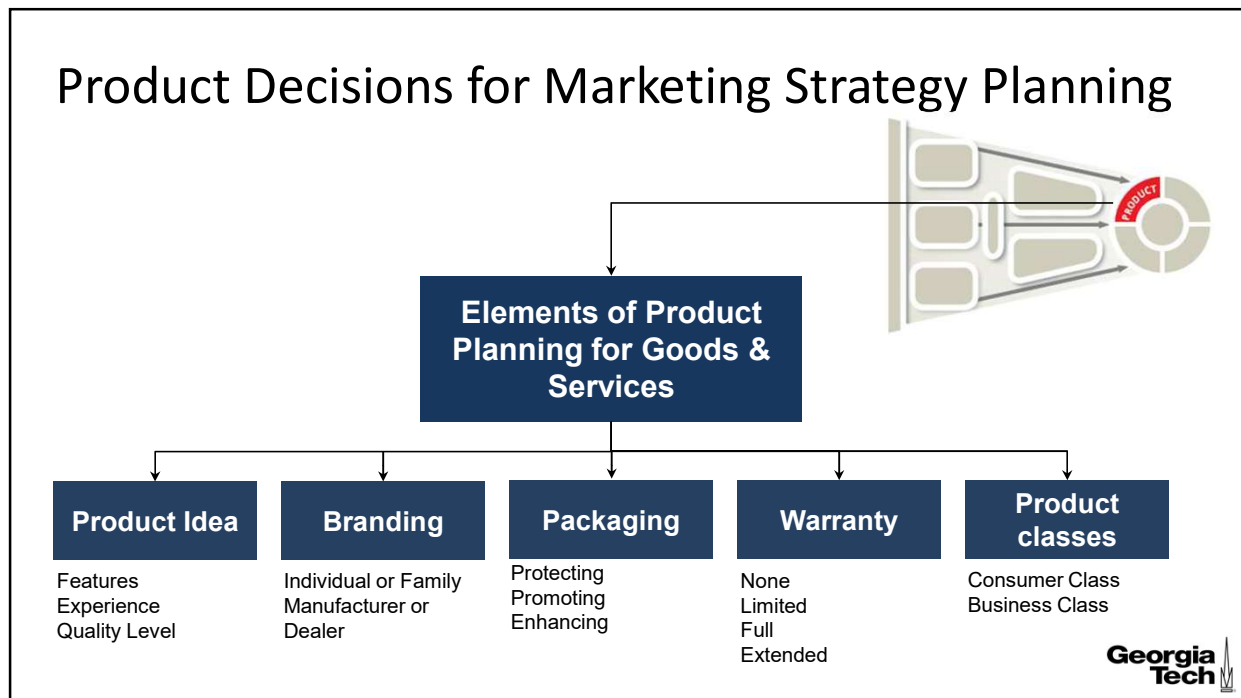 Product Decisions for Marketing Strategy Planning
PRODUCT
Elements of Product
Planning for Goods &
Services
Product Idea
Features
Experience
Quality Level
Branding
Individual or Family
Manufacturer or
Dealer
Packaging
Protecting
Promoting
Enhancing
Warranty
None
Limited
Full
Extended
Product
classes
Consumer Class
Business Class
Georgia
Tech